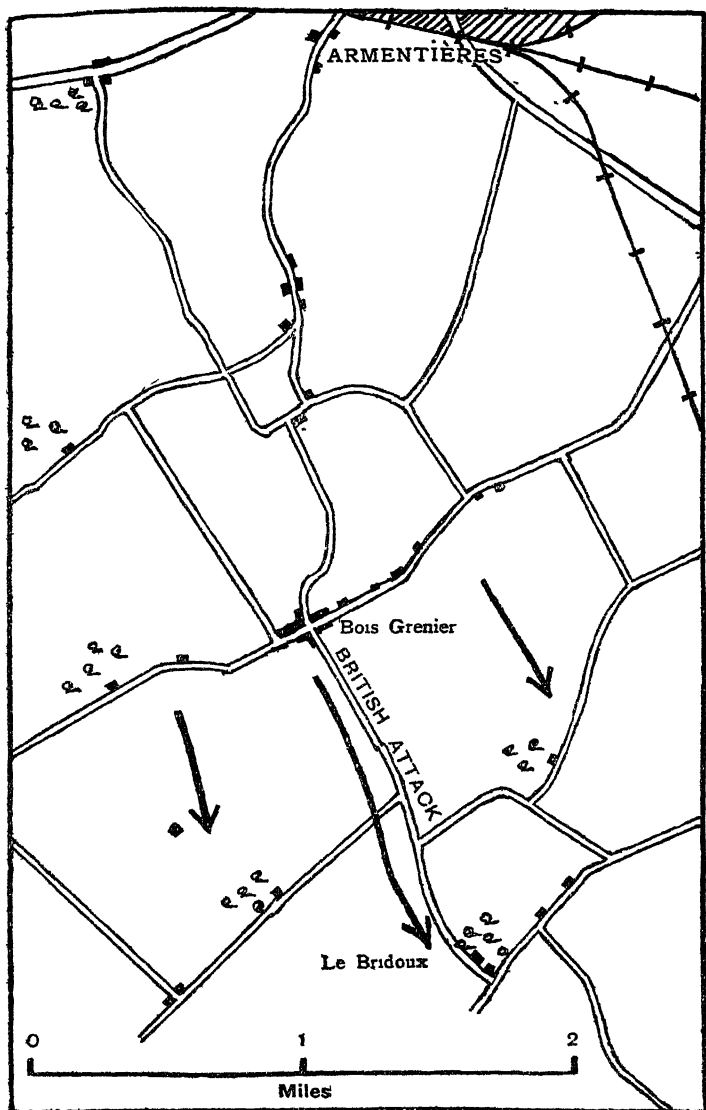 ARMENTIÈRES
Bois Grenier
BRITISH ATTACK
Le Bridoux
0 1 2
Miles